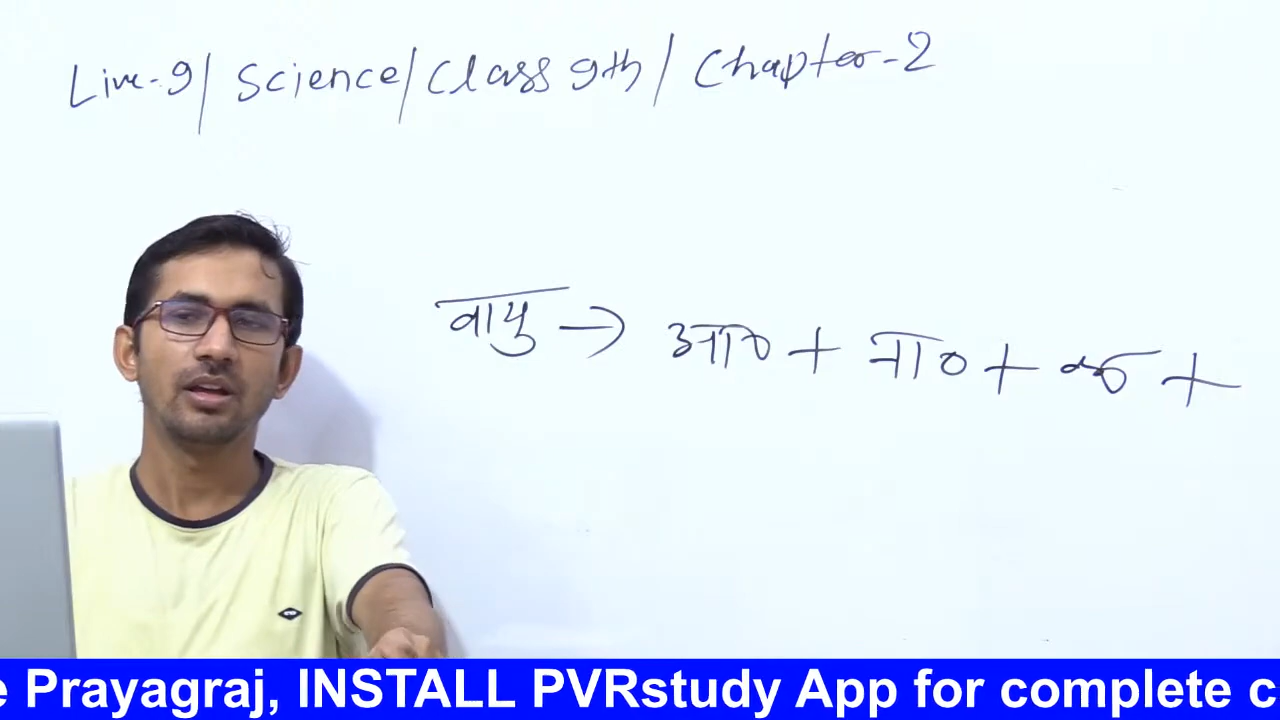 Live-9/ Science/Class 9th/ Chapter-2
वायु → आ० + ना० + का +
e Prayagraj, INSTALL PVRstudy App for complete c